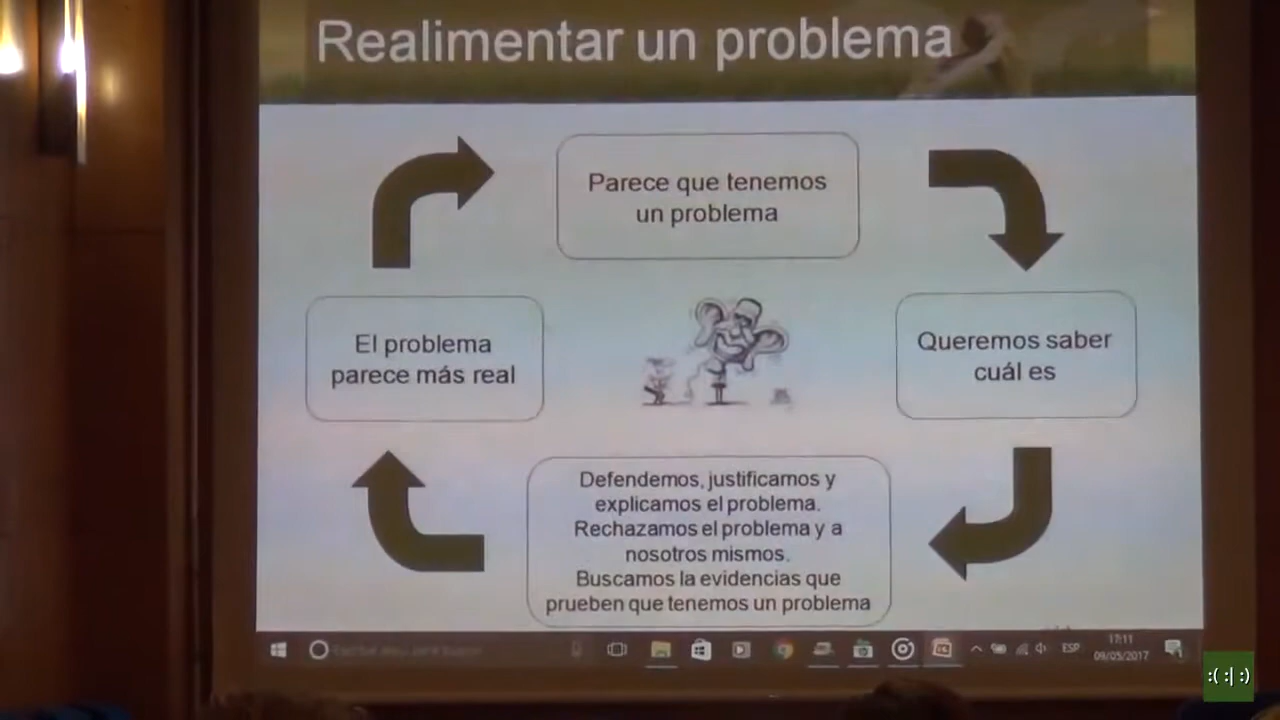 Realimentar un problema
Parece que tenemos
un problema
El problema
parece más real
Queremos saber
cuál es
Defendemos, justificamos y
explicamos el problema.
Rechazamos el problema y a
nosotros mismos.
Buscamos la evidencias que
prueben que tenemos un problema
ESP
17:11
09/05/2017
:( :| :)